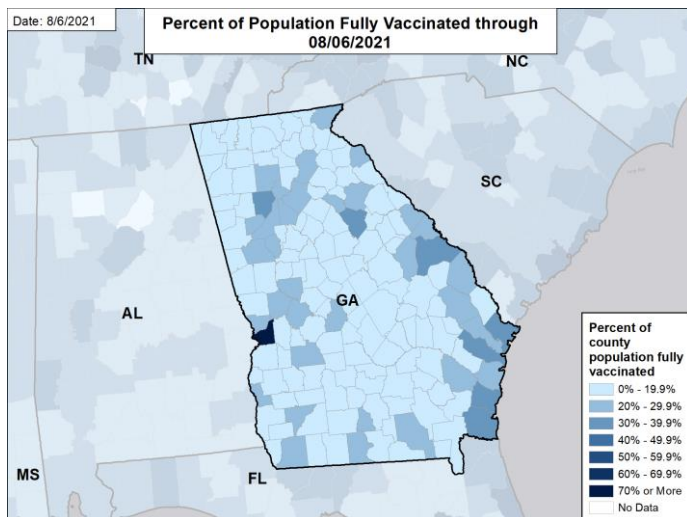 Date: 8/6/2021
Percent of Population Fully Vaccinated through
08/06/2021
TN
NC
SC
AL
GA
MS
FL
Percent of
county
population fully
vaccinated
0% - 19.9%
20% - 29.9%
30% - 39.9%
40% - 49.9%
50% - 59.9%
60% - 69.9%
70% or More
No Data